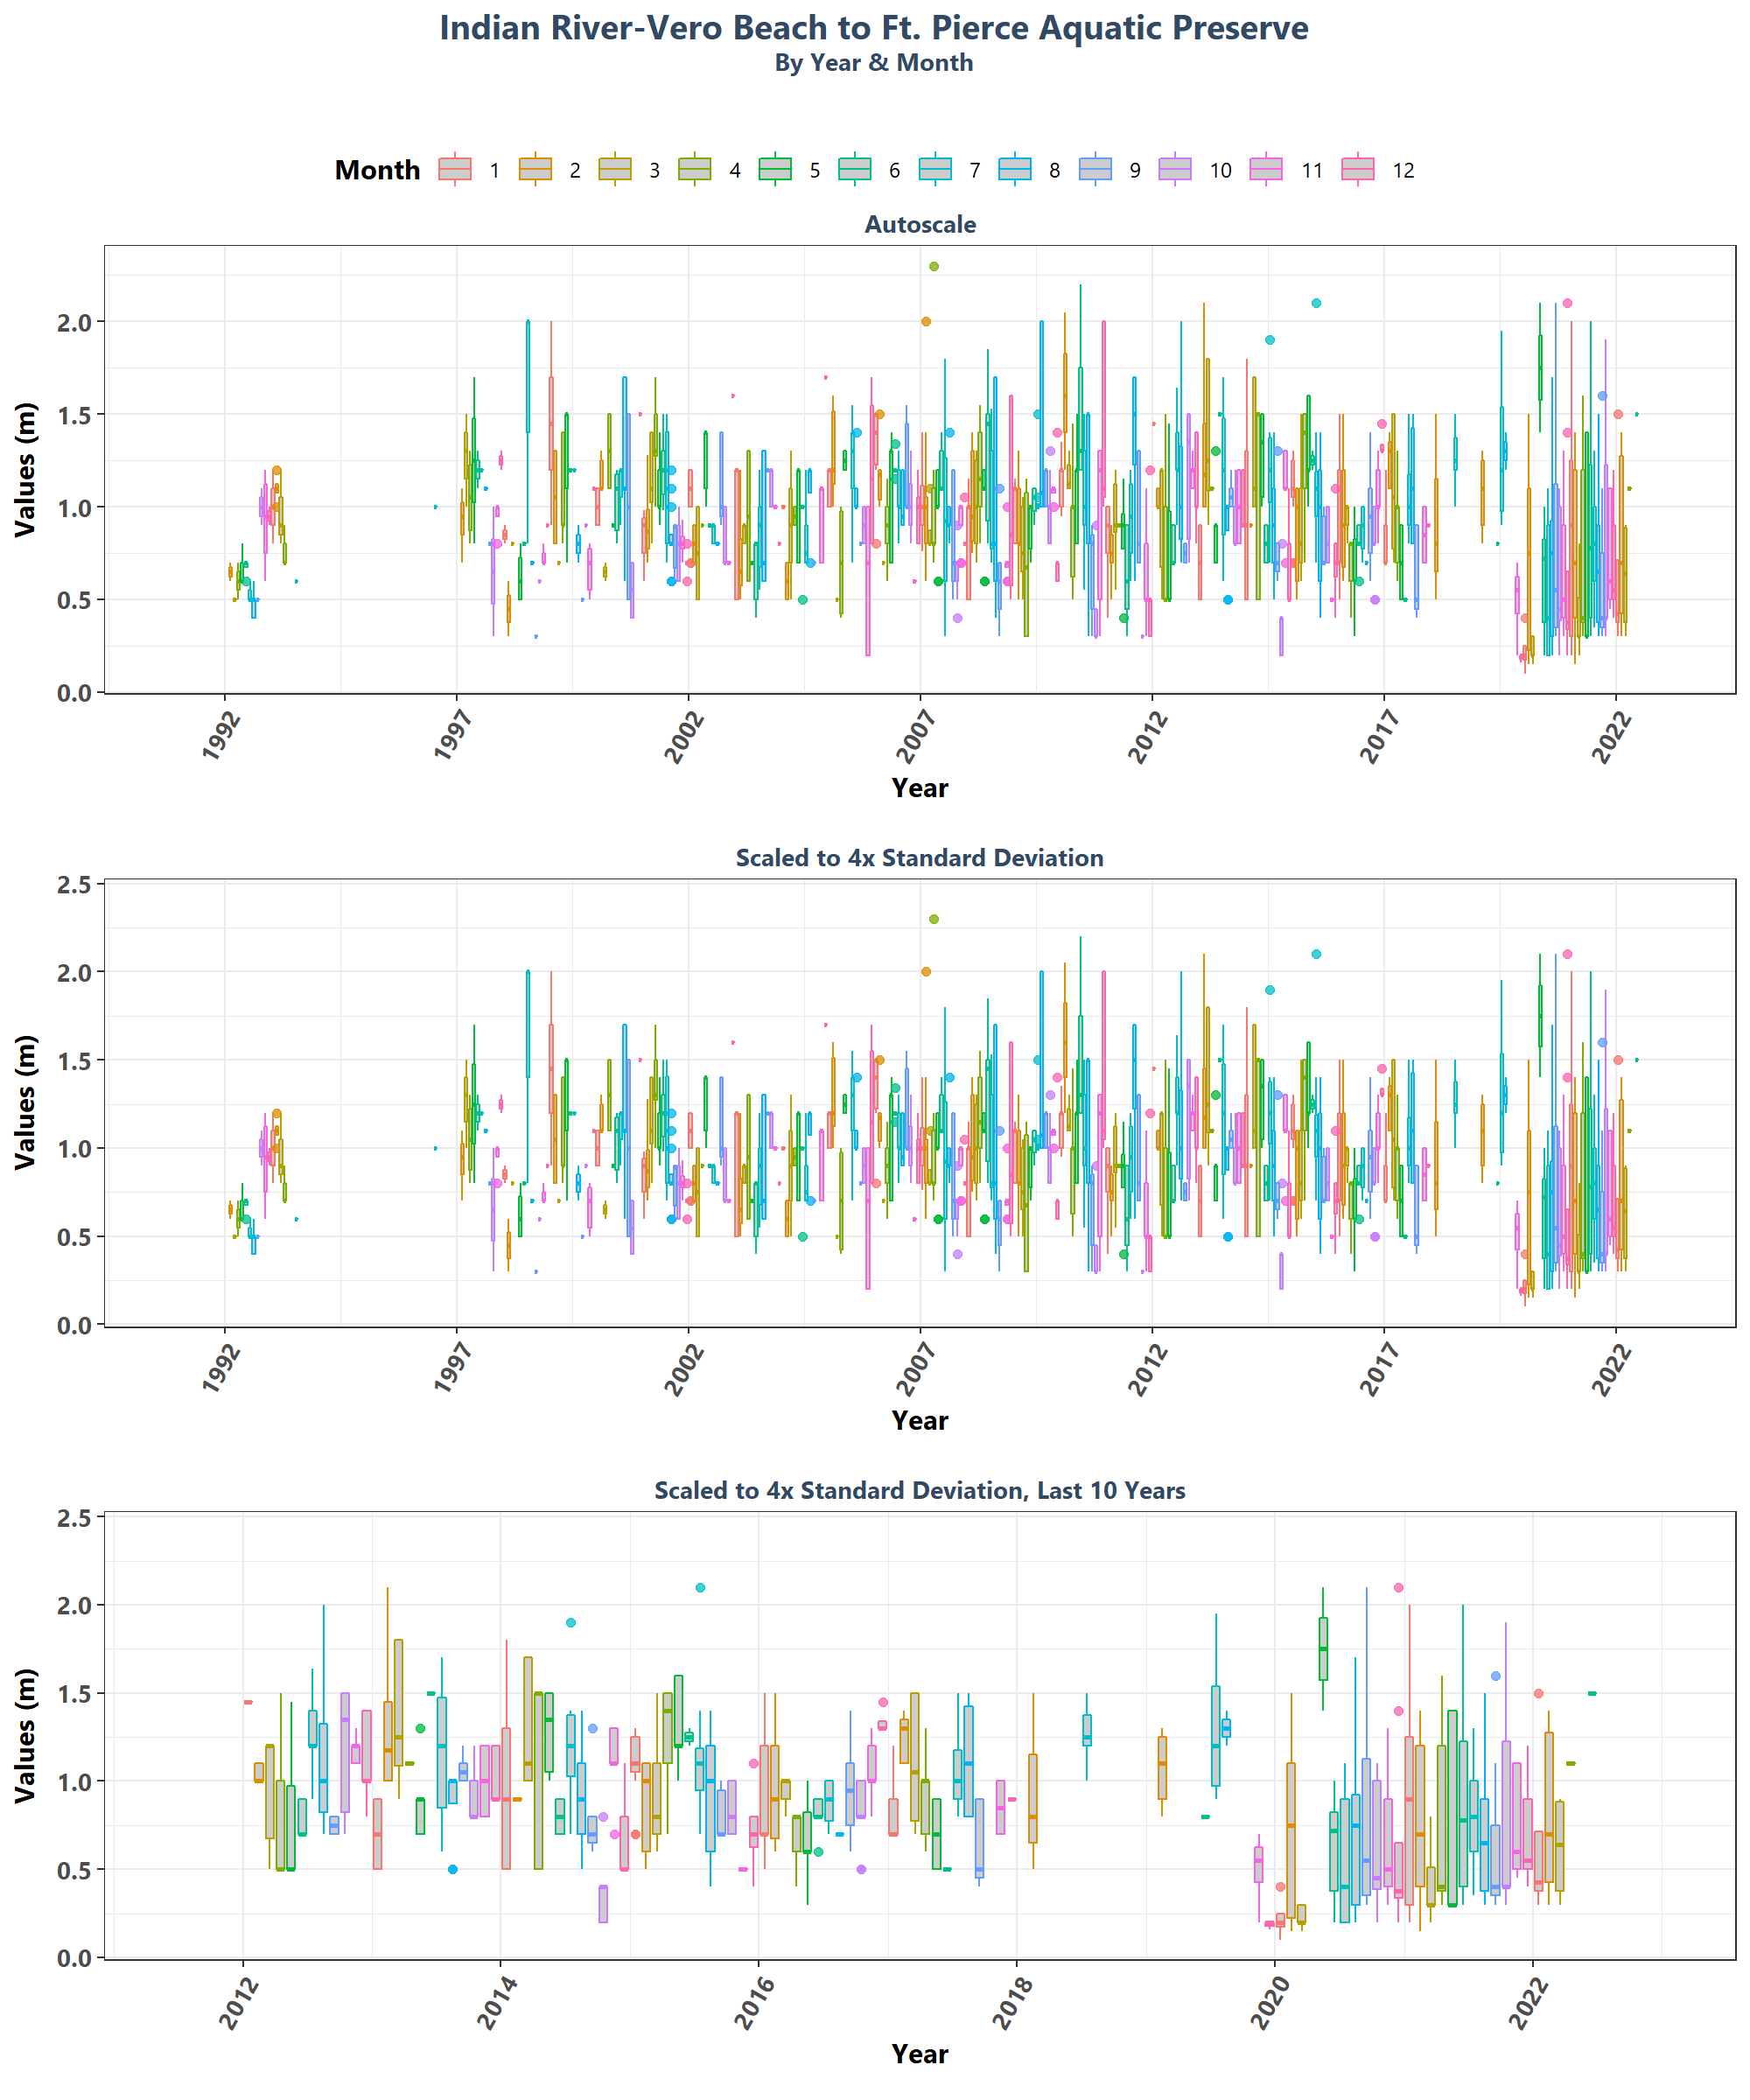 Indian River-Vero Beach to Ft. Pierce Aquatic Preserve
By Year & Month
Month 1 2 3 4 5 6 7 8 9 10 11 12
Autoscale
Values (m)
2.0
1.5
1.0
0.5
0.0
1992 1997 2002 2007 2012 2017 2022
Year
Scaled to 4x Standard Deviation
Values (m)
2.5
2.0
1.5
1.0
0.5
0.0
1992 1997 2002 2007 2012 2017 2022
Year
Scaled to 4x Standard Deviation, Last 10 Years
Values (m)
2.5
2.0
1.5
1.0
0.5
0.0
2012 2014 2016 2018 2020 2022
Year